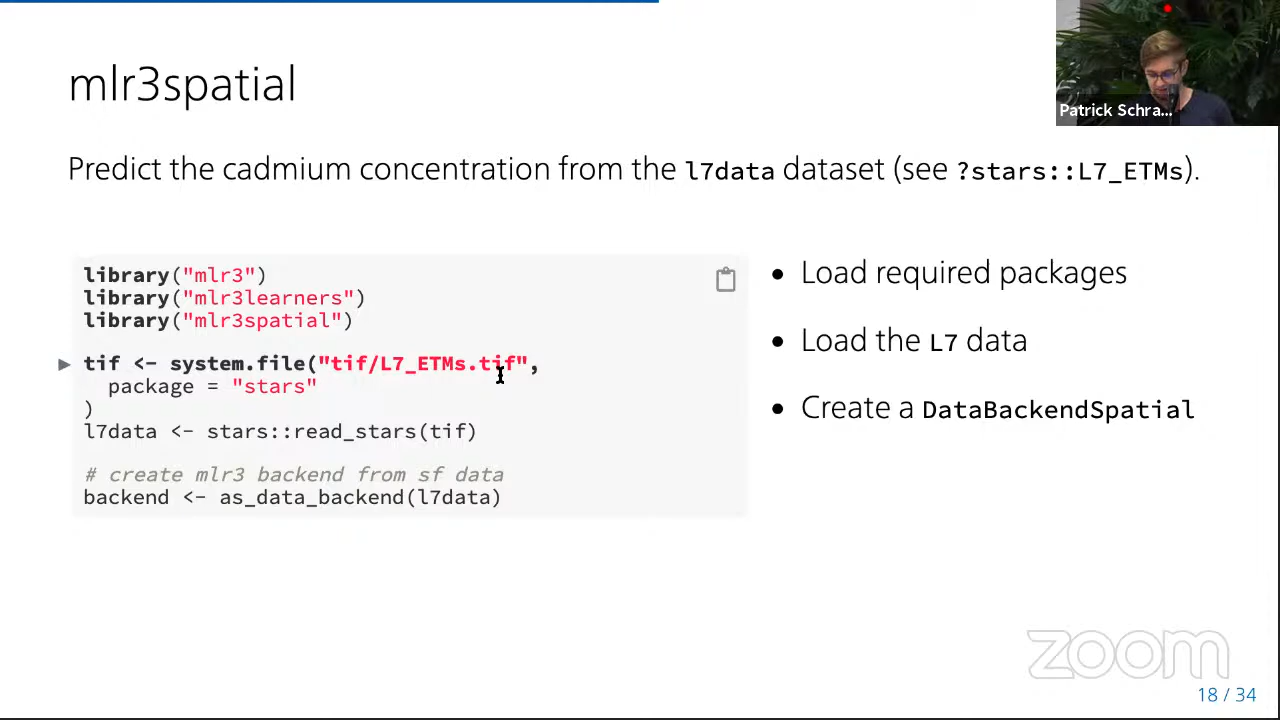 mlr3spatial
Patrick Schra...
Predict the cadmium concentration from the l7data dataset (see ?stars::L7_ETMs).
library("mlr3")
library("mlr3learners")
library("mlr3spatial")
tif <- system.file("tif/L7_ETMs.tif",
package = "stars"
)
l7data <- stars::read_stars(tif)
# create mlr3 backend from sf data
backend <- as_data_backend(l7data)
• Load required packages
• Load the L7 data
• Create a DataBackendSpatial
zoom
18 / 34